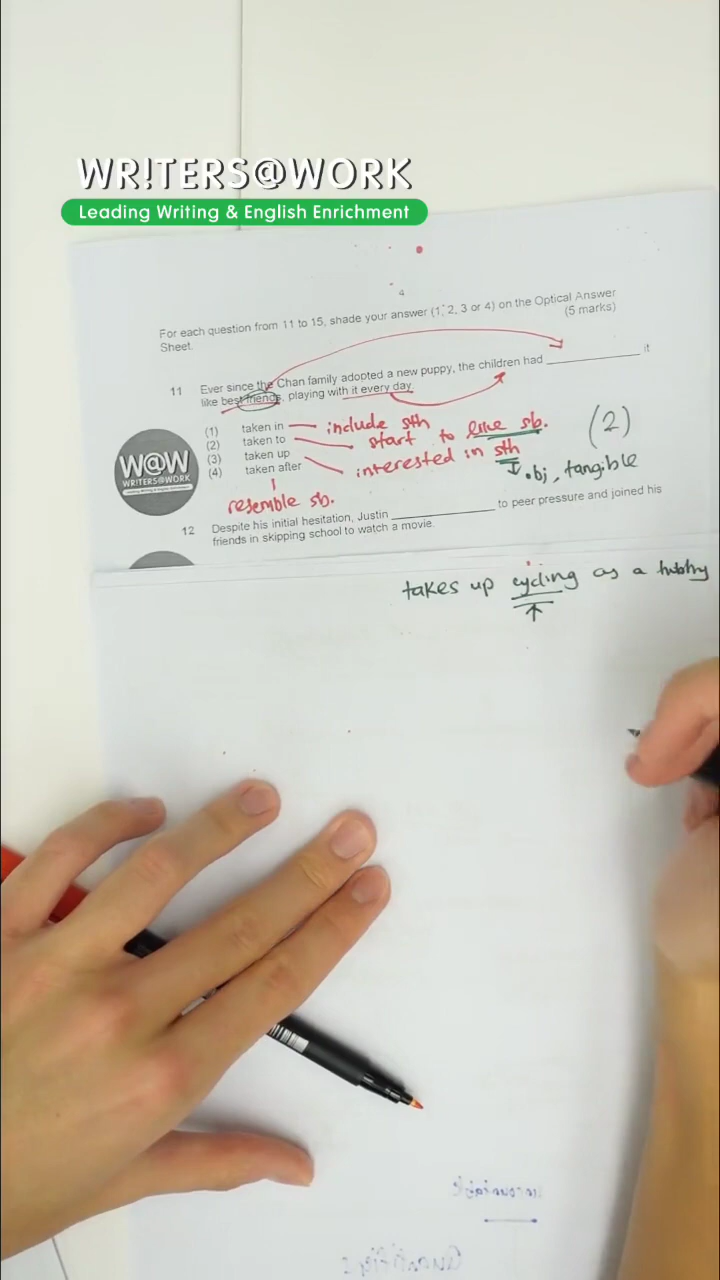 WR!TERS@WORK
Leading Writing & English Enrichment
4
For each question from 11 to 15, shade your answer (1, 2, 3 or 4) on the Optical Answer
Sheet. (5 marks)
11 Ever since the Chan family adopted a new puppy, the children had ____________ it
like best friends, playing with it every day.
(1) taken in — include sth
(2) taken to — start to like sb. (2)
(3) taken up
(4) taken after interested in sth
obj, tangible
resemble sb.
W@W
WR!TERS@WORK
12 Despite his initial hesitation, Justin ____________ to peer pressure and joined his
friends in skipping school to watch a movie.
takes up cycling as a hobby
uncountable
Quantifiers